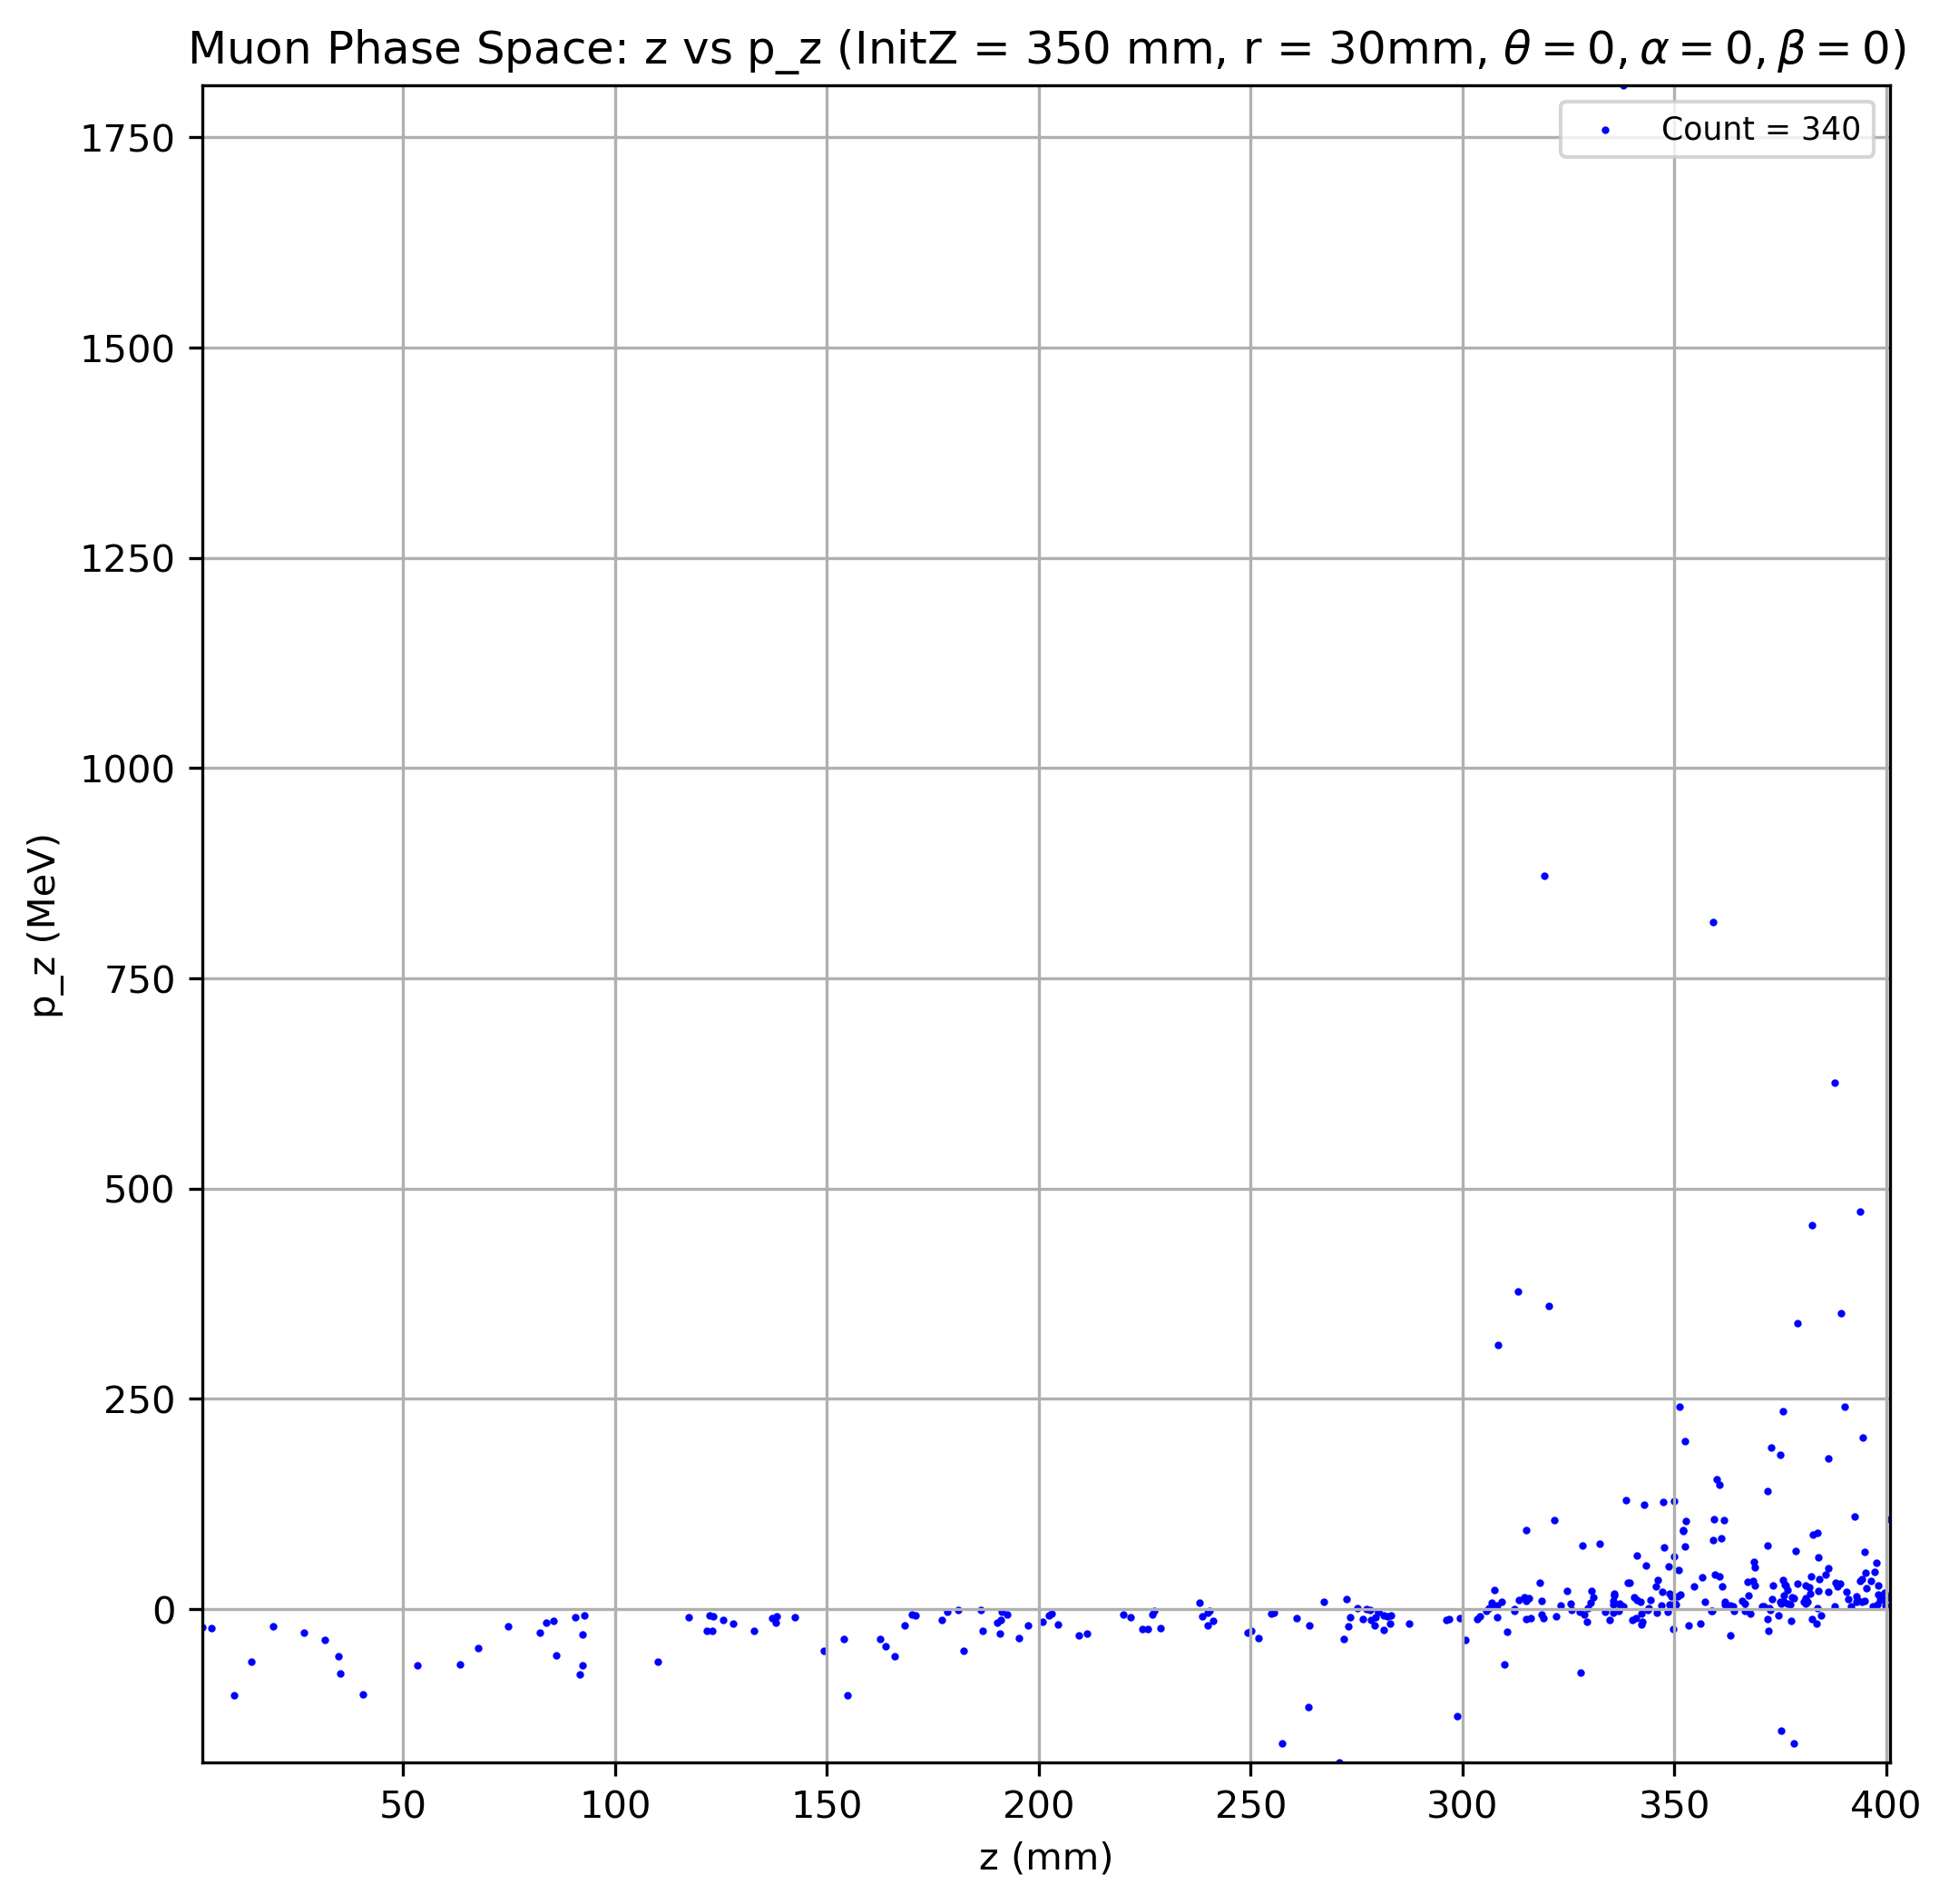 Muon Phase Space: z vs p_z (InitZ = 350 mm, r = 30mm, θ = 0, α = 0, β = 0)
Count = 340
1750
1500
1250
1000
750
500
250
0
p_z (MeV)
50 100 150 200 250 300 350 400
z (mm)